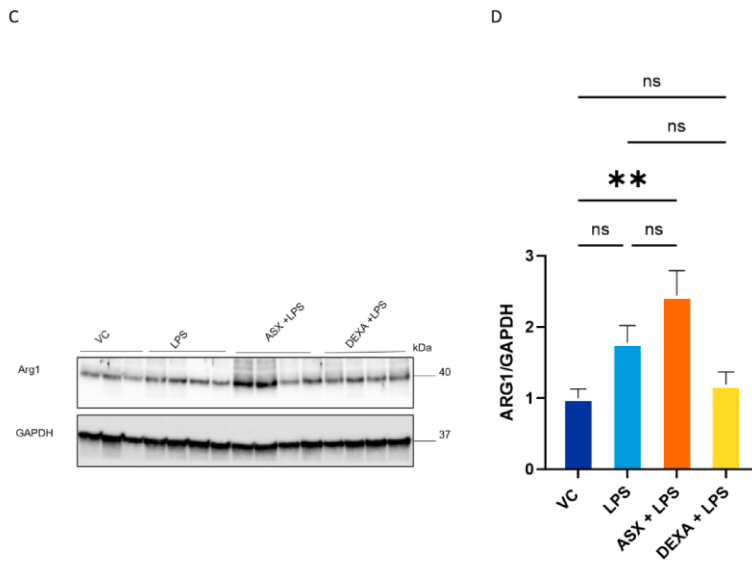 C
VC
LPS
ASX +LPS
DEXA +LPS
kDa
Arg1
40
GAPDH
37
D
ns
ns
**
ns
ns
3
2
1
0
ARG1/GAPDH
VC
LPS
ASX + LPS
DEXA + LPS